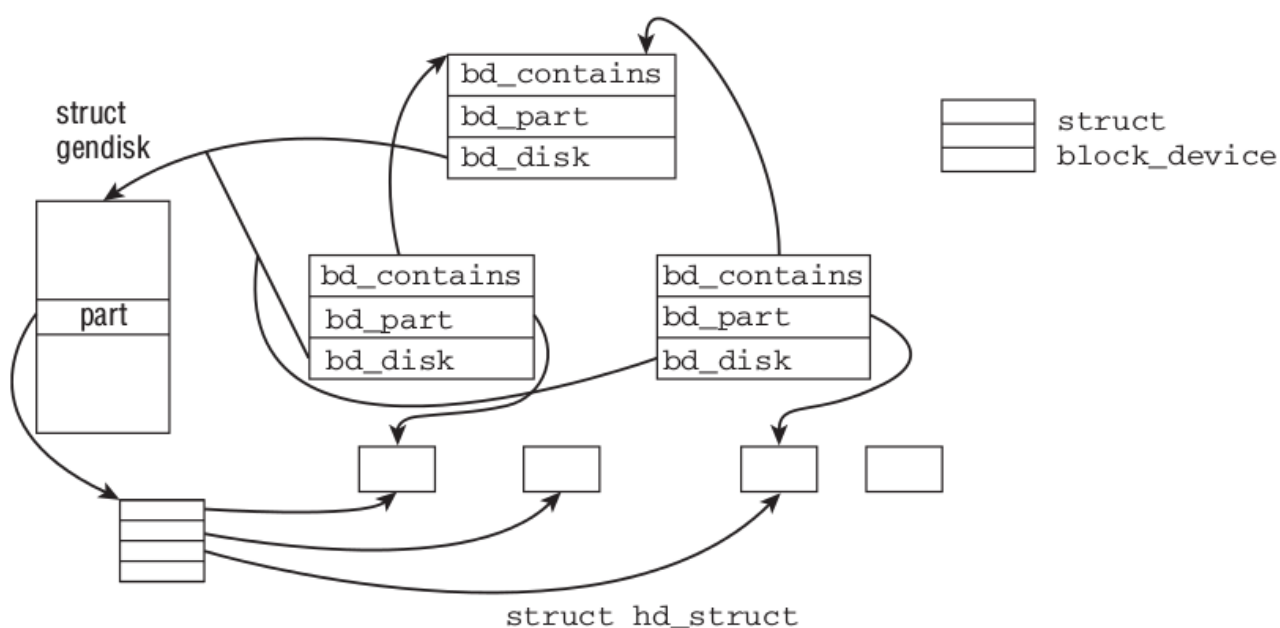 bd_contains
bd_part
bd_disk
struct
gendisk
struct
block_device
part
bd_contains
bd_part
bd_disk
bd_contains
bd_part
bd_disk
struct hd_struct